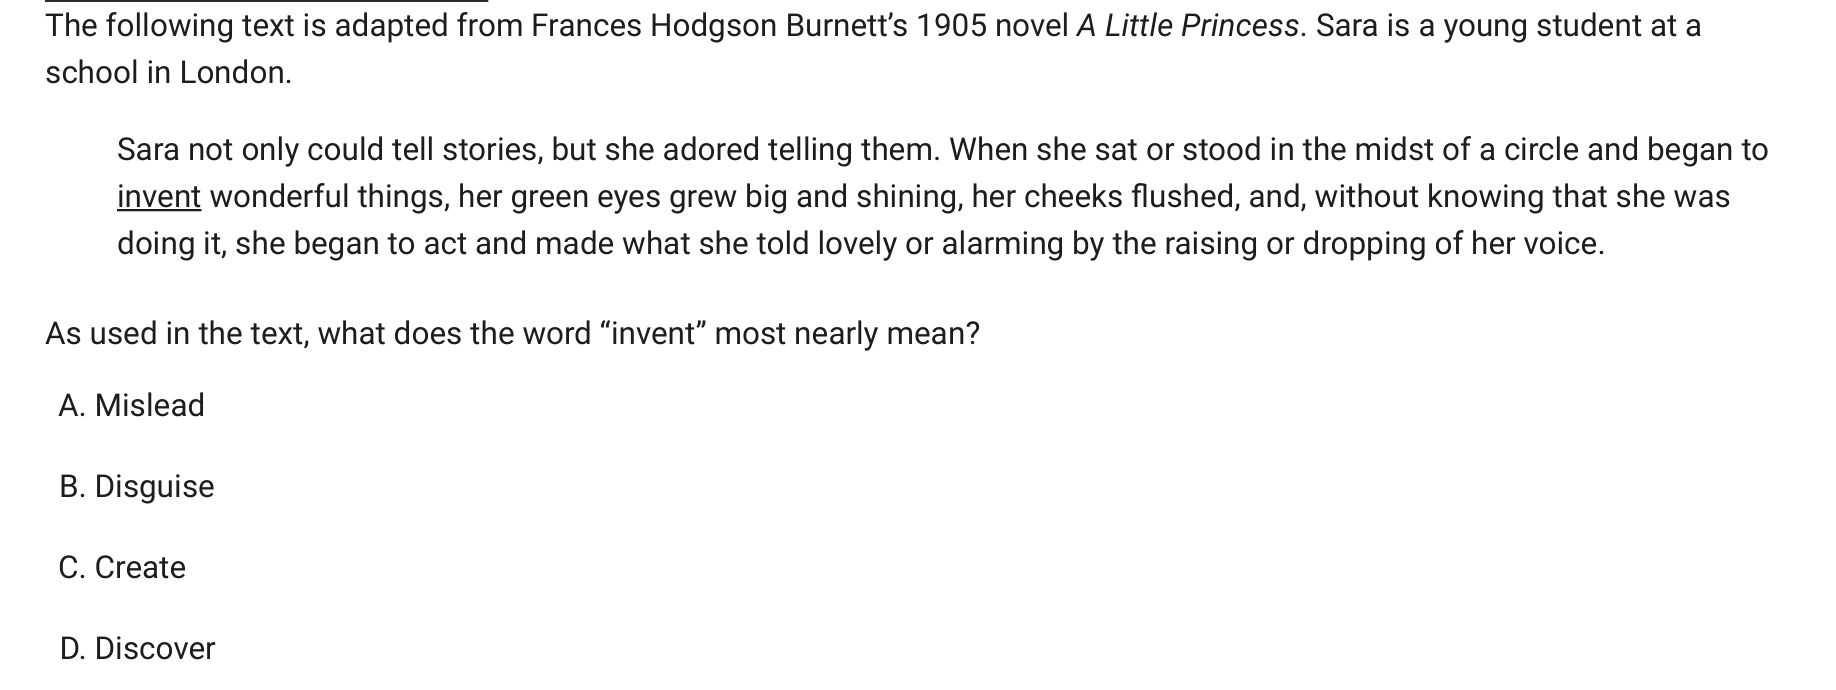 The following text is adapted from Frances Hodgson Burnett’s 1905 novel A Little Princess. Sara is a young student at a
school in London.
Sara not only could tell stories, but she adored telling them. When she sat or stood in the midst of a circle and began to
invent wonderful things, her green eyes grew big and shining, her cheeks flushed, and, without knowing that she was
doing it, she began to act and made what she told lovely or alarming by the raising or dropping of her voice.
As used in the text, what does the word “invent” most nearly mean?
A. Mislead
B. Disguise
C. Create
D. Discover